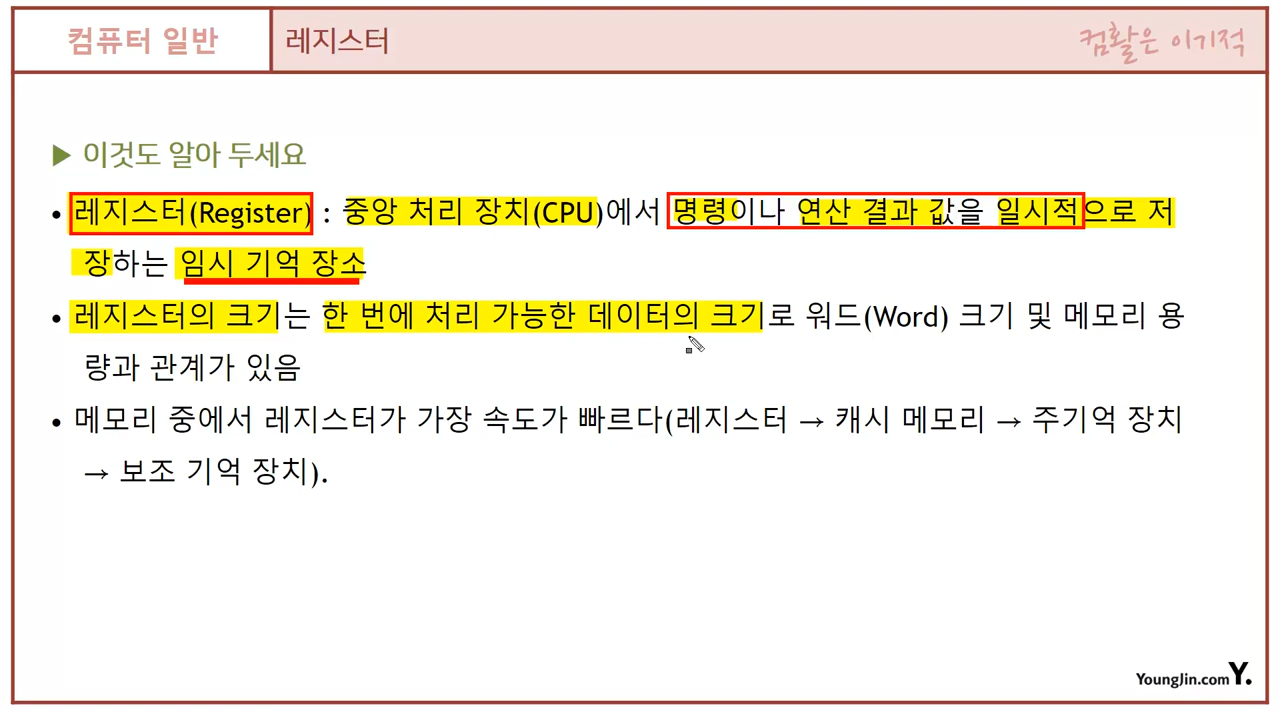 컴퓨터 일반
레지스터
컴활은 이기적
▶ 이것도 알아 두세요
• 레지스터(Register) : 중앙 처리 장치(CPU)에서 명령이나 연산 결과 값을 일시적으로 저
장하는 임시 기억 장소
• 레지스터의 크기는 한 번에 처리 가능한 데이터의 크기로 워드(Word) 크기 및 메모리 용
량과 관계가 있음
• 메모리 중에서 레지스터가 가장 속도가 빠르다(레지스터 → 캐시 메모리 → 주기억 장치
→ 보조 기억 장치).
YoungJin.com Y.